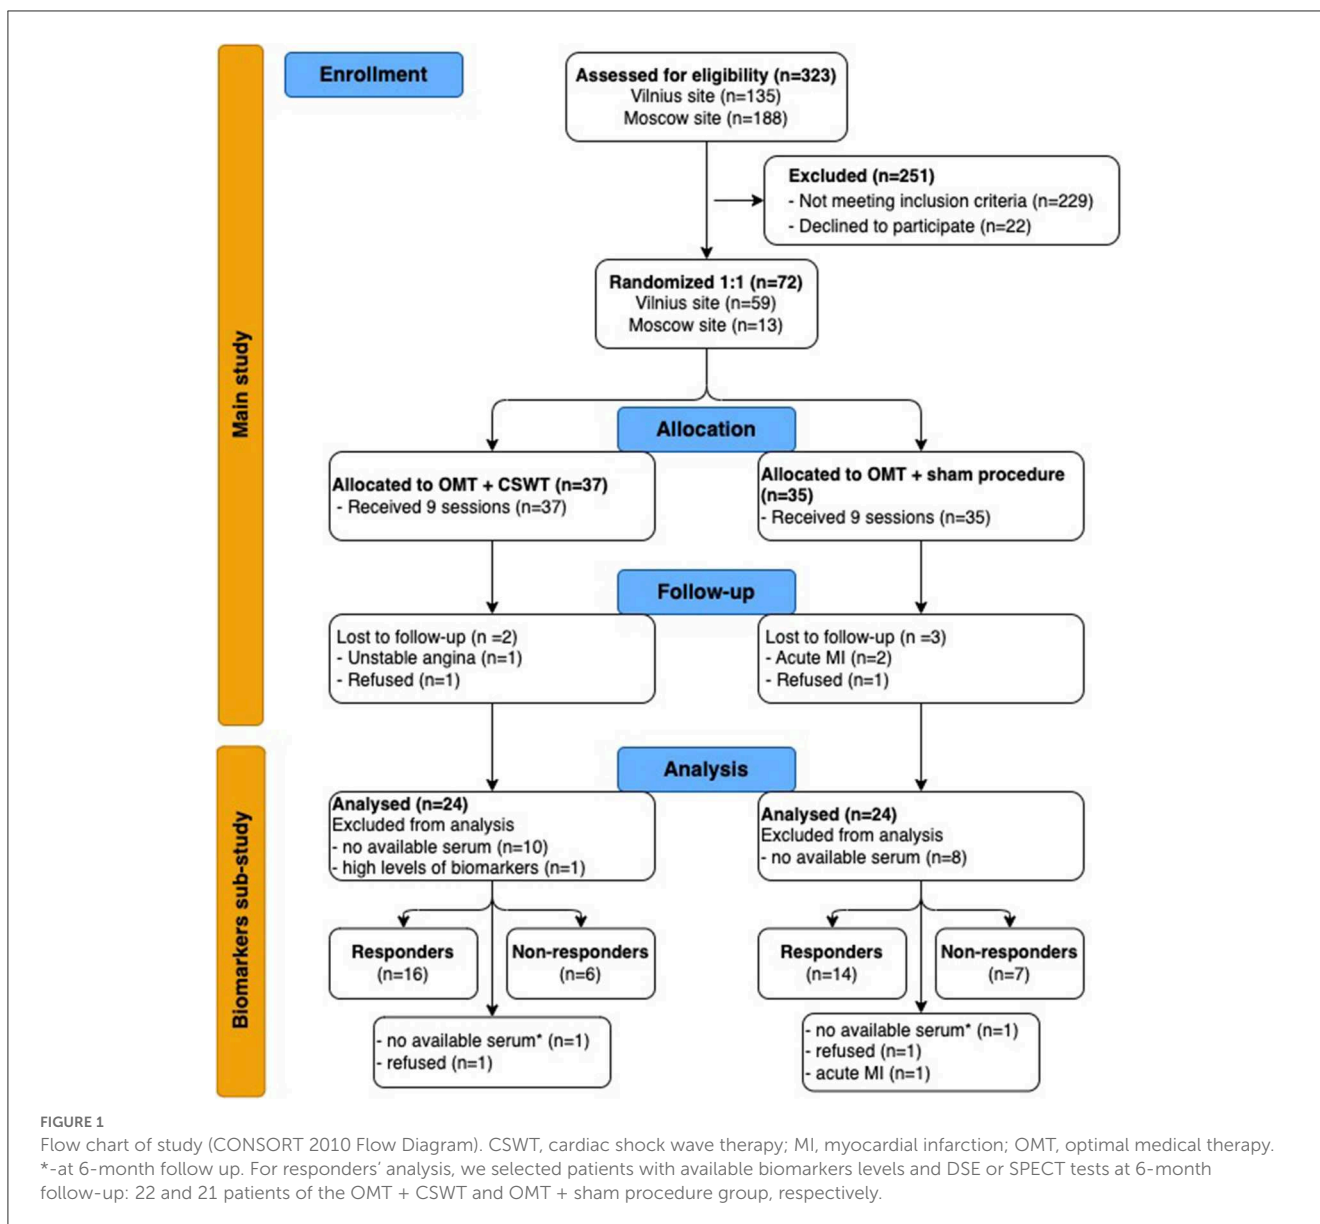 Main study
Enrollment
Assessed for eligibility (n=323)
Vilnius site (n=135)
Moscow site (n=188)
Excluded (n=251)
- Not meeting inclusion criteria (n=229)
- Declined to participate (n=22)
Randomized 1:1 (n=72)
Vilnius site (n=59)
Moscow site (n=13)
Allocation
Allocated to OMT + CSWT (n=37)
- Received 9 sessions (n=37)
Allocated to OMT + sham procedure
(n=35)
- Received 9 sessions (n=35)
Follow-up
Lost to follow-up (n =2)
- Unstable angina (n=1)
- Refused (n=1)
Lost to follow-up (n =3)
- Acute MI (n=2)
- Refused (n=1)
Biomarkers sub-study
Analysis
Analysed (n=24)
Excluded from analysis
- no available serum (n=10)
- high levels of biomarkers (n=1)
Analysed (n=24)
Excluded from analysis
- no available serum (n=8)
Responders
(n=16)
Non-responders
(n=6)
Responders
(n=14)
Non-responders
(n=7)
- no available serum* (n=1)
- refused (n=1)
- no available serum* (n=1)
- refused (n=1)
- acute MI (n=1)
FIGURE 1
Flow chart of study (CONSORT 2010 Flow Diagram). CSWT, cardiac shock wave therapy; MI, myocardial infarction; OMT, optimal medical therapy.
*-at 6-month follow up. For responders' analysis, we selected patients with available biomarkers levels and DSE or SPECT tests at 6-month
follow-up: 22 and 21 patients of the OMT + CSWT and OMT + sham procedure group, respectively.